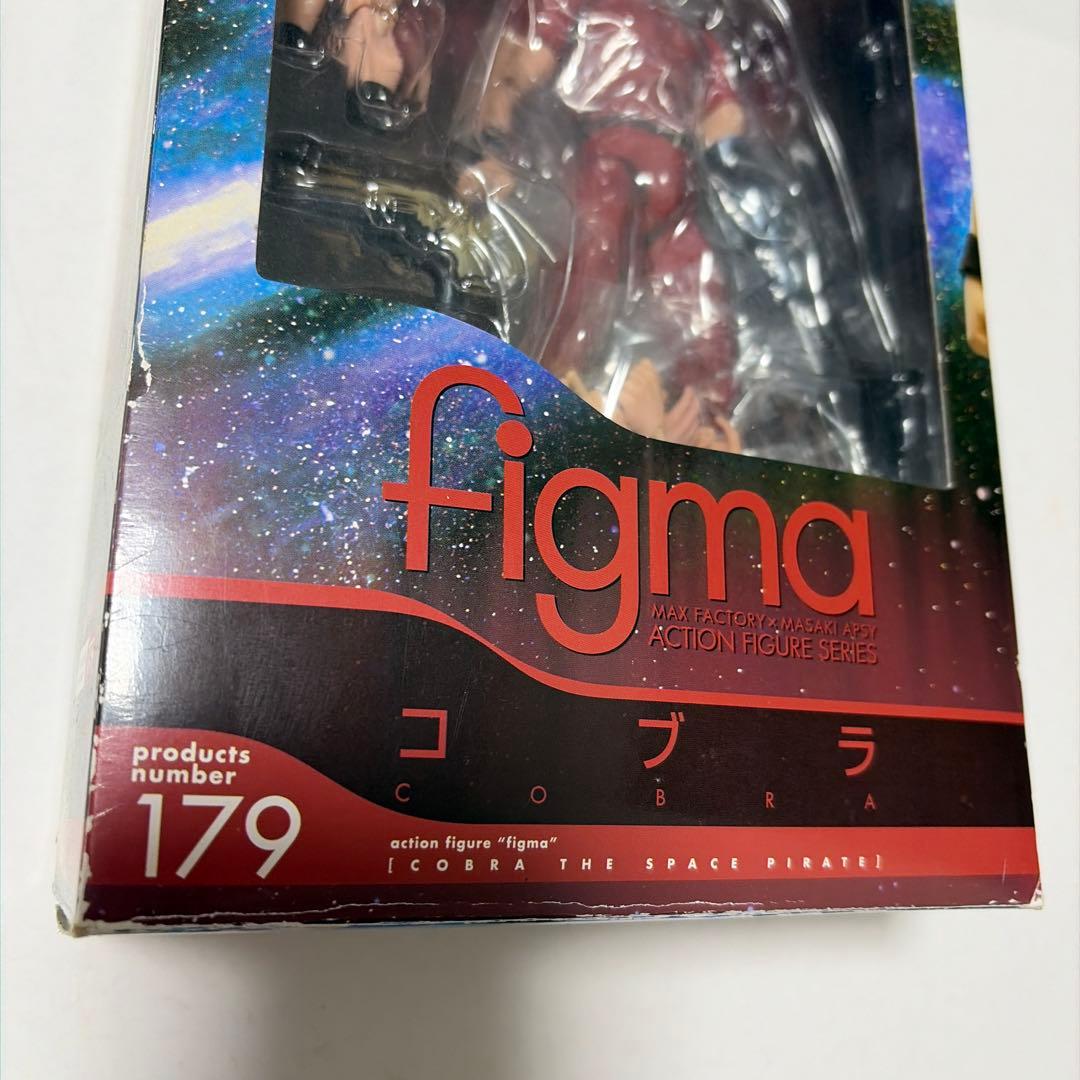 figma
MAX FACTORY×MASAKI APSY
ACTION FIGURE SERIES
コブラ
COBRA
products
number
179
action figure "figma"
[COBRA THE SPACE PIRATE]